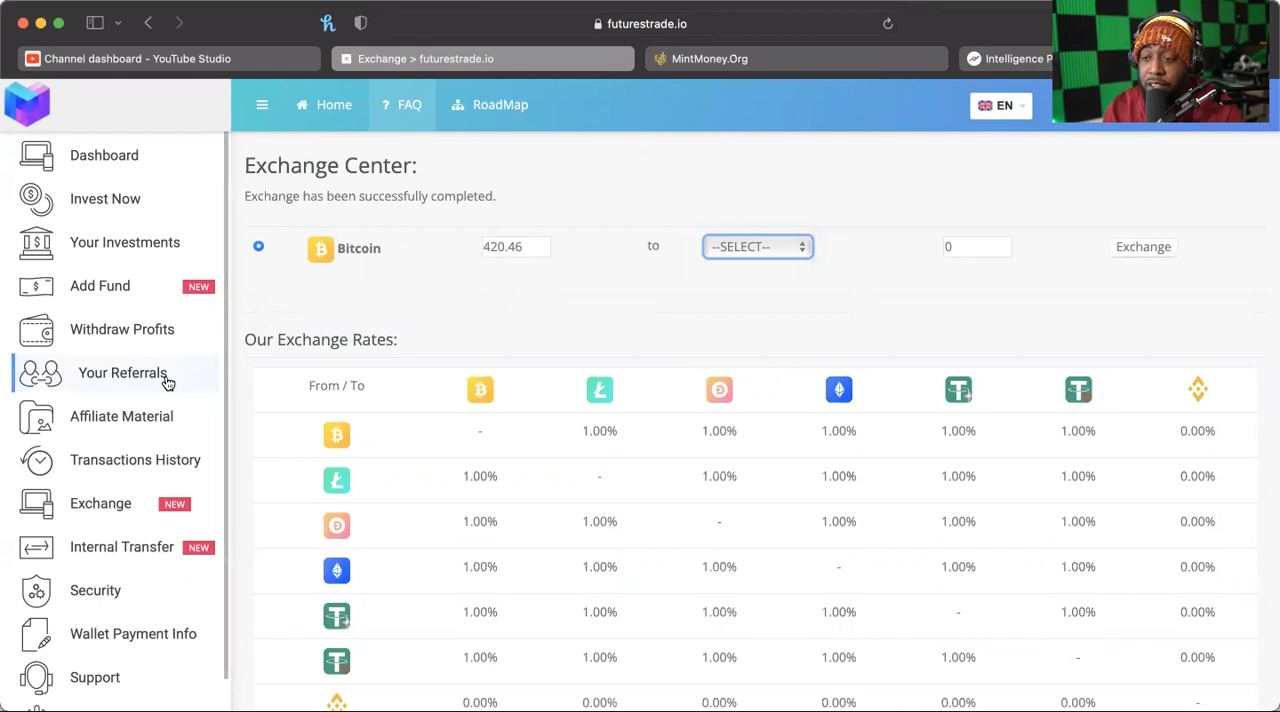 futurestrade.io
Channel dashboard - YouTube Studio
Exchange > futurestrade.io
MintMoney.Org
Intelligence P
Home
? FAQ
RoadMap
EN
Dashboard
Invest Now
Your Investments
Add Fund NEW
Withdraw Profits
Your Referrals
Affiliate Material
Transactions History
Exchange NEW
Internal Transfer NEW
Security
Wallet Payment Info
Support
Exchange Center:
Exchange has been successfully completed.
Bitcoin 420.46 to --SELECT-- 0 Exchange
Our Exchange Rates:
From / To
- 1.00% 1.00% 1.00% 1.00% 1.00% 0.00%
1.00% - 1.00% 1.00% 1.00% 1.00% 0.00%
1.00% 1.00% - 1.00% 1.00% 1.00% 0.00%
1.00% 1.00% 1.00% - 1.00% 1.00% 0.00%
1.00% 1.00% 1.00% 1.00% - 1.00% 0.00%
1.00% 1.00% 1.00% 1.00% 1.00% - 0.00%
0.00% 0.00% 0.00% 0.00% 0.00% 0.00% -